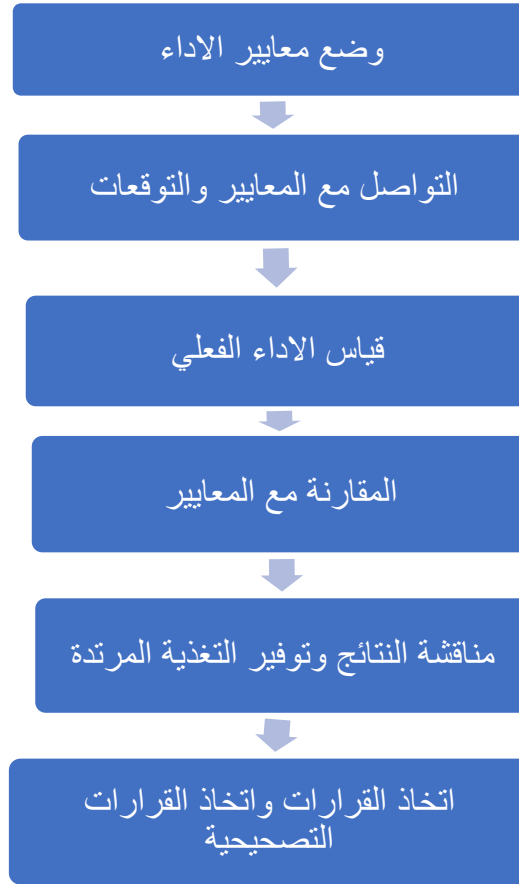 وضع معايير الاداء
التواصل مع المعايير والتوقعات
قياس الاداء الفعلي
المقارنة مع المعايير
مناقشة النتائج وتوفير التغذية المرتدة
اتخاذ القرارات واتخاذ القرارات
التصحيحية